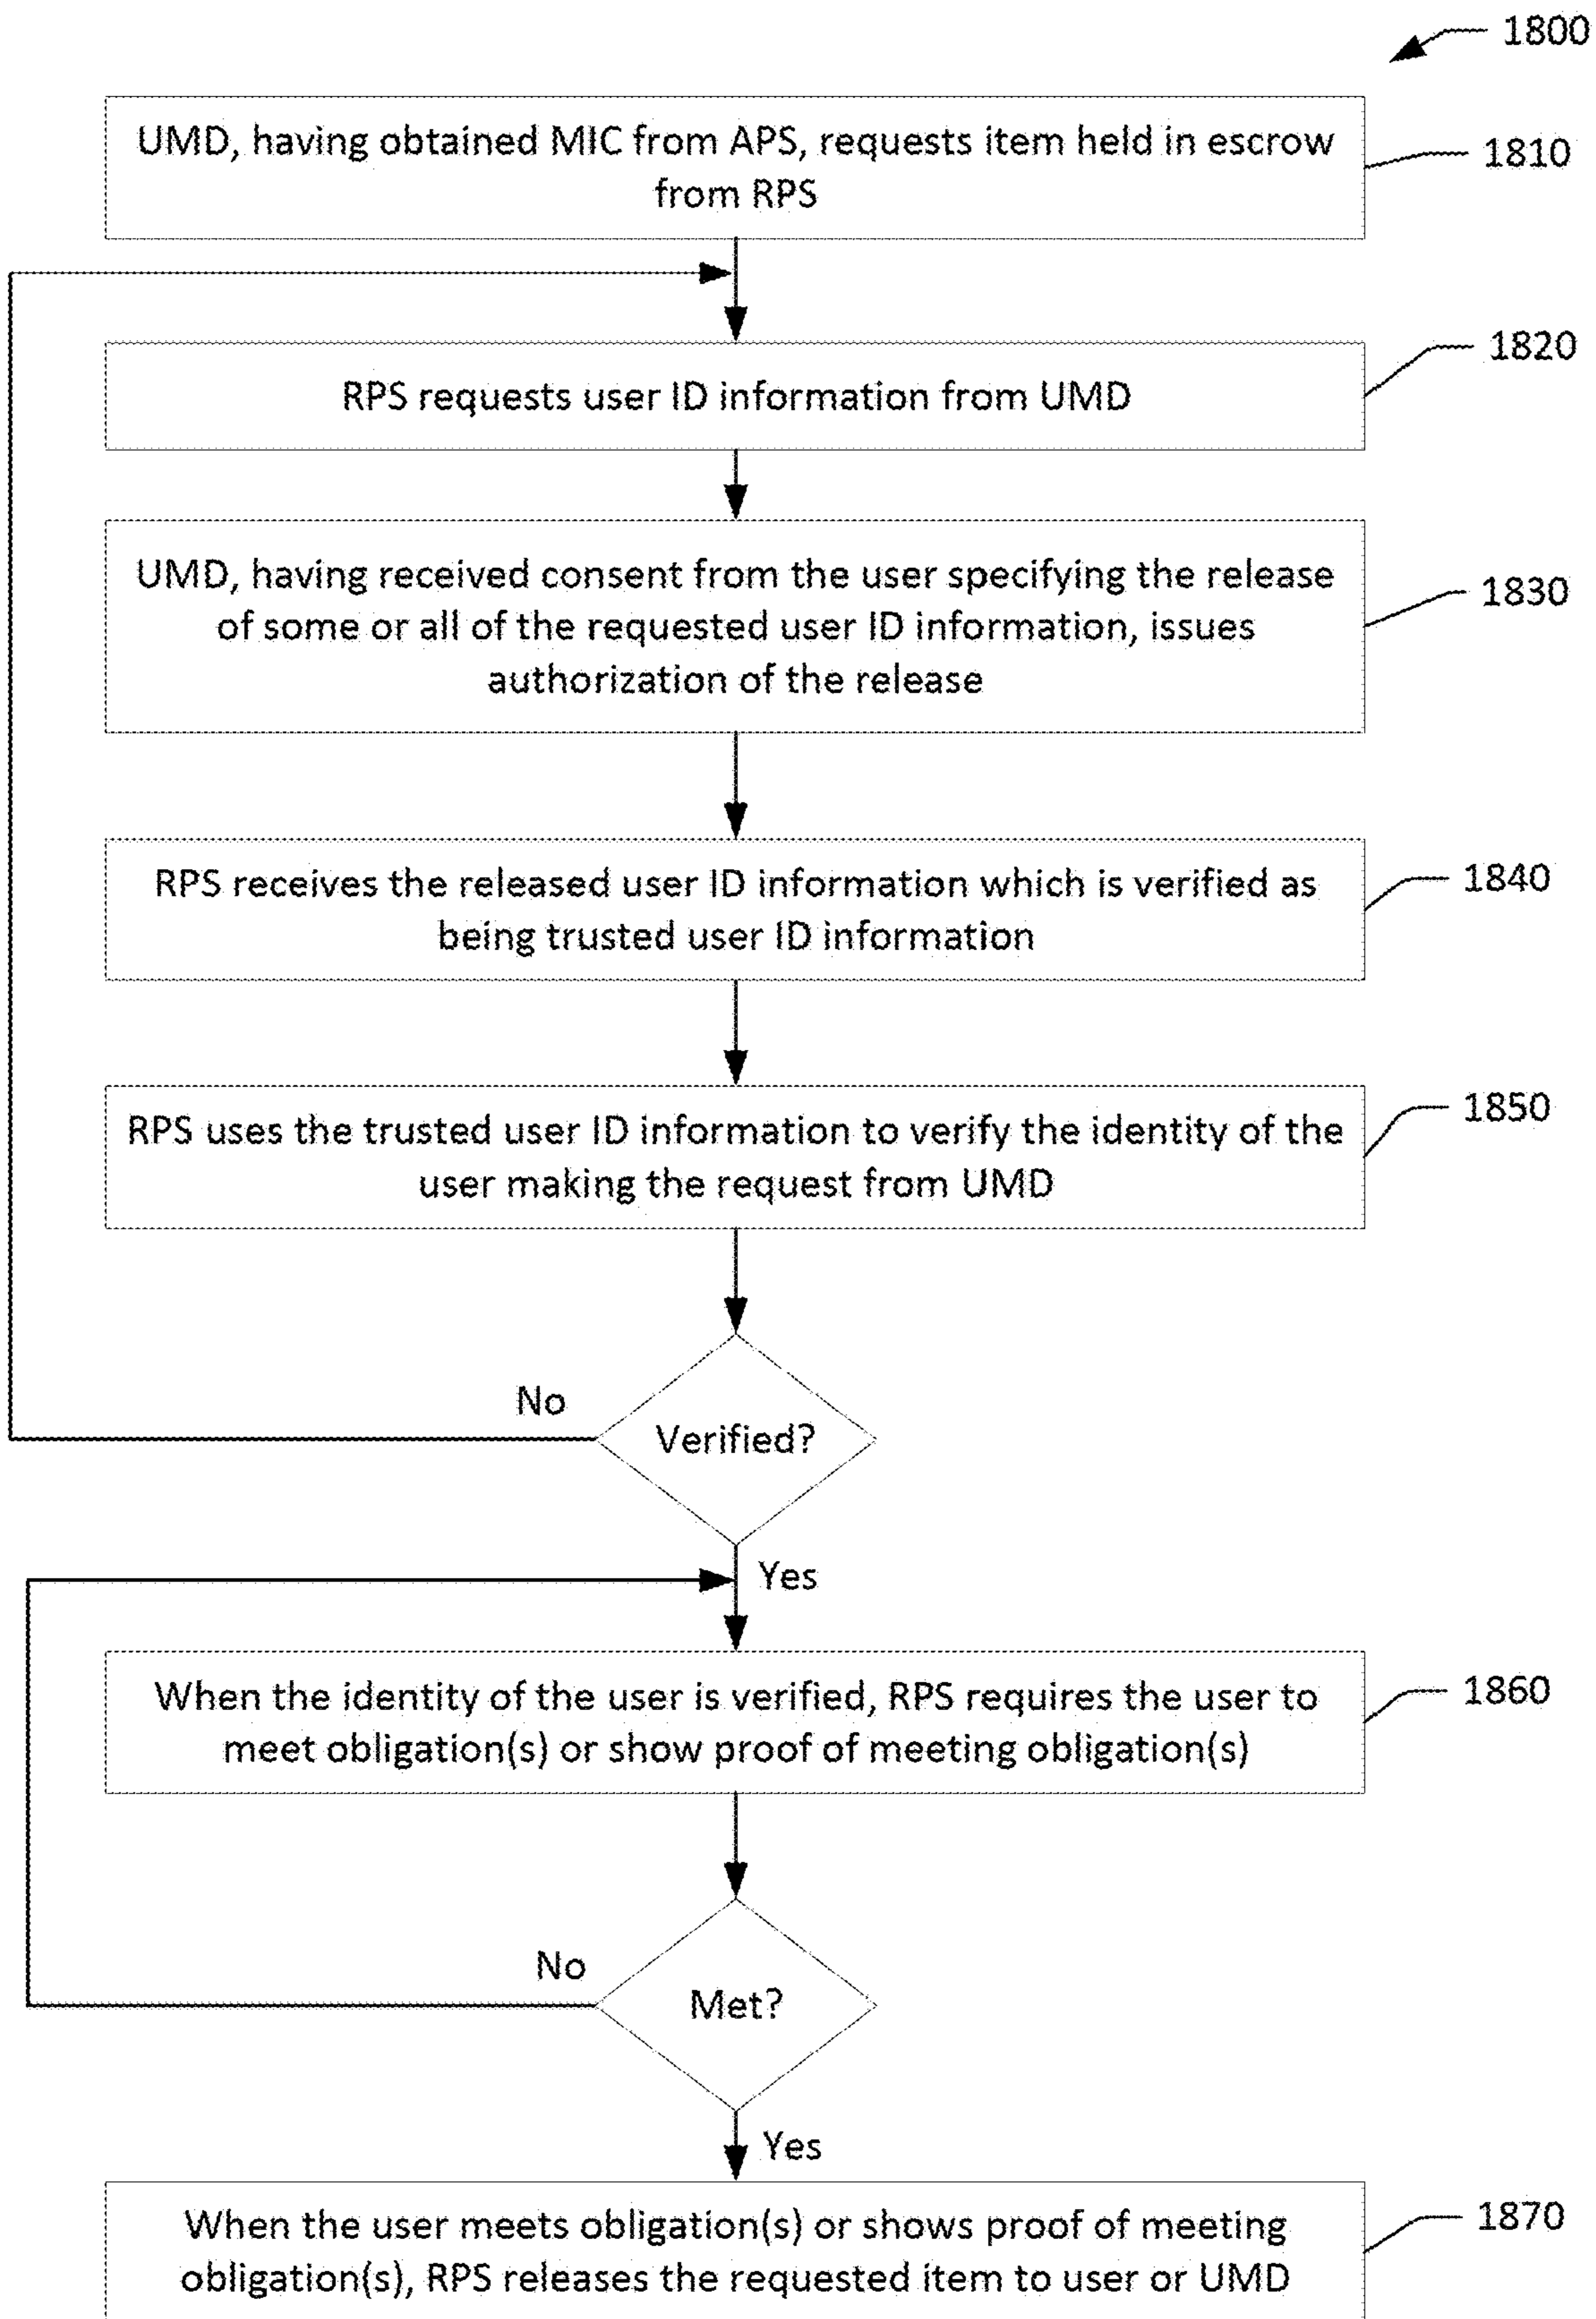 1800
UMD, having obtained MIC from APS, requests item held in escrow
from RPS
1810
RPS requests user ID information from UMD
1820
UMD, having received consent from the user specifying the release
of some or all of the requested user ID information, issues
authorization of the release
1830
RPS receives the released user ID information which is verified as
being trusted user ID information
1840
RPS uses the trusted user ID information to verify the identity of the
user making the request from UMD
1850
No
Verified?
Yes
When the identity of the user is verified, RPS requires the user to
meet obligation(s) or show proof of meeting obligation(s)
1860
No
Met?
Yes
When the user meets obligation(s) or shows proof of meeting
obligation(s), RPS releases the requested item to user or UMD
1870